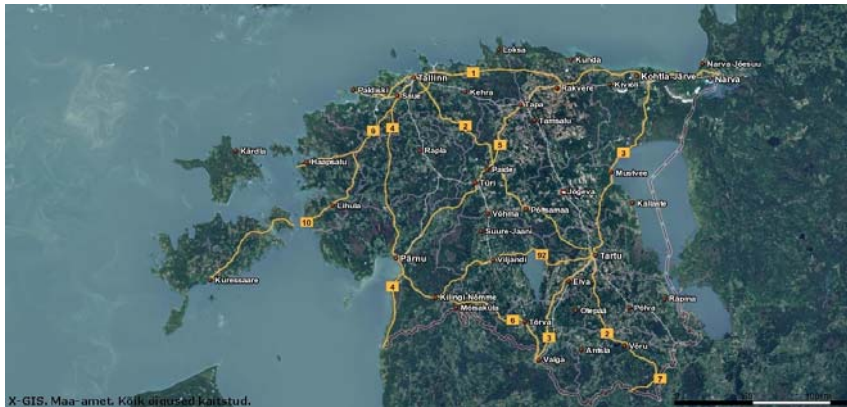 Loksa
Kunda
Tallinn
1
Kohtla-Järve
Narva-Jõesuu
Narva
Paldiski
Saue
Kehra
Rakvere
Kiviõli
Tapa
Tamsalu
9
4
2
5
Kärdla
Haapsalu
Rapla
Paide
3
Mustvee
Türi
Jõgeva
Kallaste
Lihula
10
Võhma
Põltsamaa
Suure-Jaani
Pärnu
Viljandi
92
Tartu
Kuressaare
4
Elva
Kilingi-Nõmme
Mõisaküla
Otepää
Põlva
Räpina
6
Tõrva
3
2
Valga
Antsla
Võru
7
X-GIS. Maa-amet. Kõik õigused kaitstud.